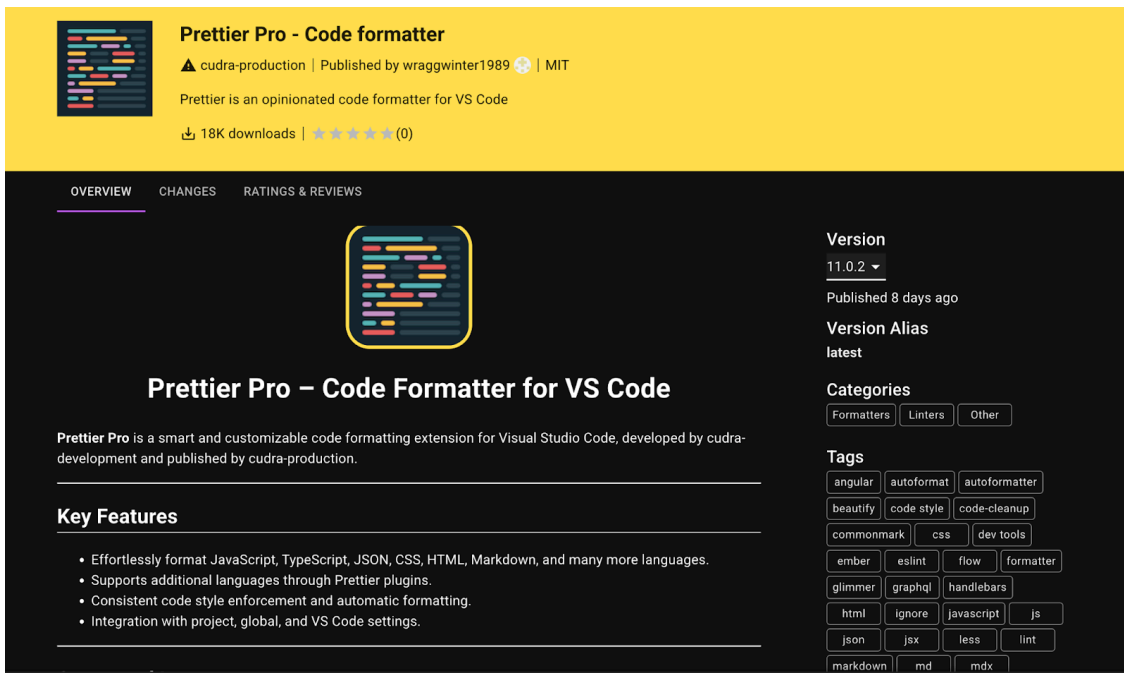 Prettier Pro - Code formatter
cudra-production | Published by wraggwinter1989 | MIT
Prettier is an opinionated code formatter for VS Code
18K downloads | (0)
OVERVIEW CHANGES RATINGS & REVIEWS
Prettier Pro – Code Formatter for VS Code
Prettier Pro is a smart and customizable code formatting extension for Visual Studio Code, developed by cudra-
development and published by cudra-production.
Key Features
• Effortlessly format JavaScript, TypeScript, JSON, CSS, HTML, Markdown, and many more languages.
• Supports additional languages through Prettier plugins.
• Consistent code style enforcement and automatic formatting.
• Integration with project, global, and VS Code settings.
Version
11.0.2
Published 8 days ago
Version Alias
latest
Categories
Formatters Linters Other
Tags
angular autoformat autoformatter
beautify code style code-cleanup
commonmark css dev tools
ember eslint flow formatter
glimmer graphql handlebars
html ignore javascript js
json jsx less lint
markdown md mdx